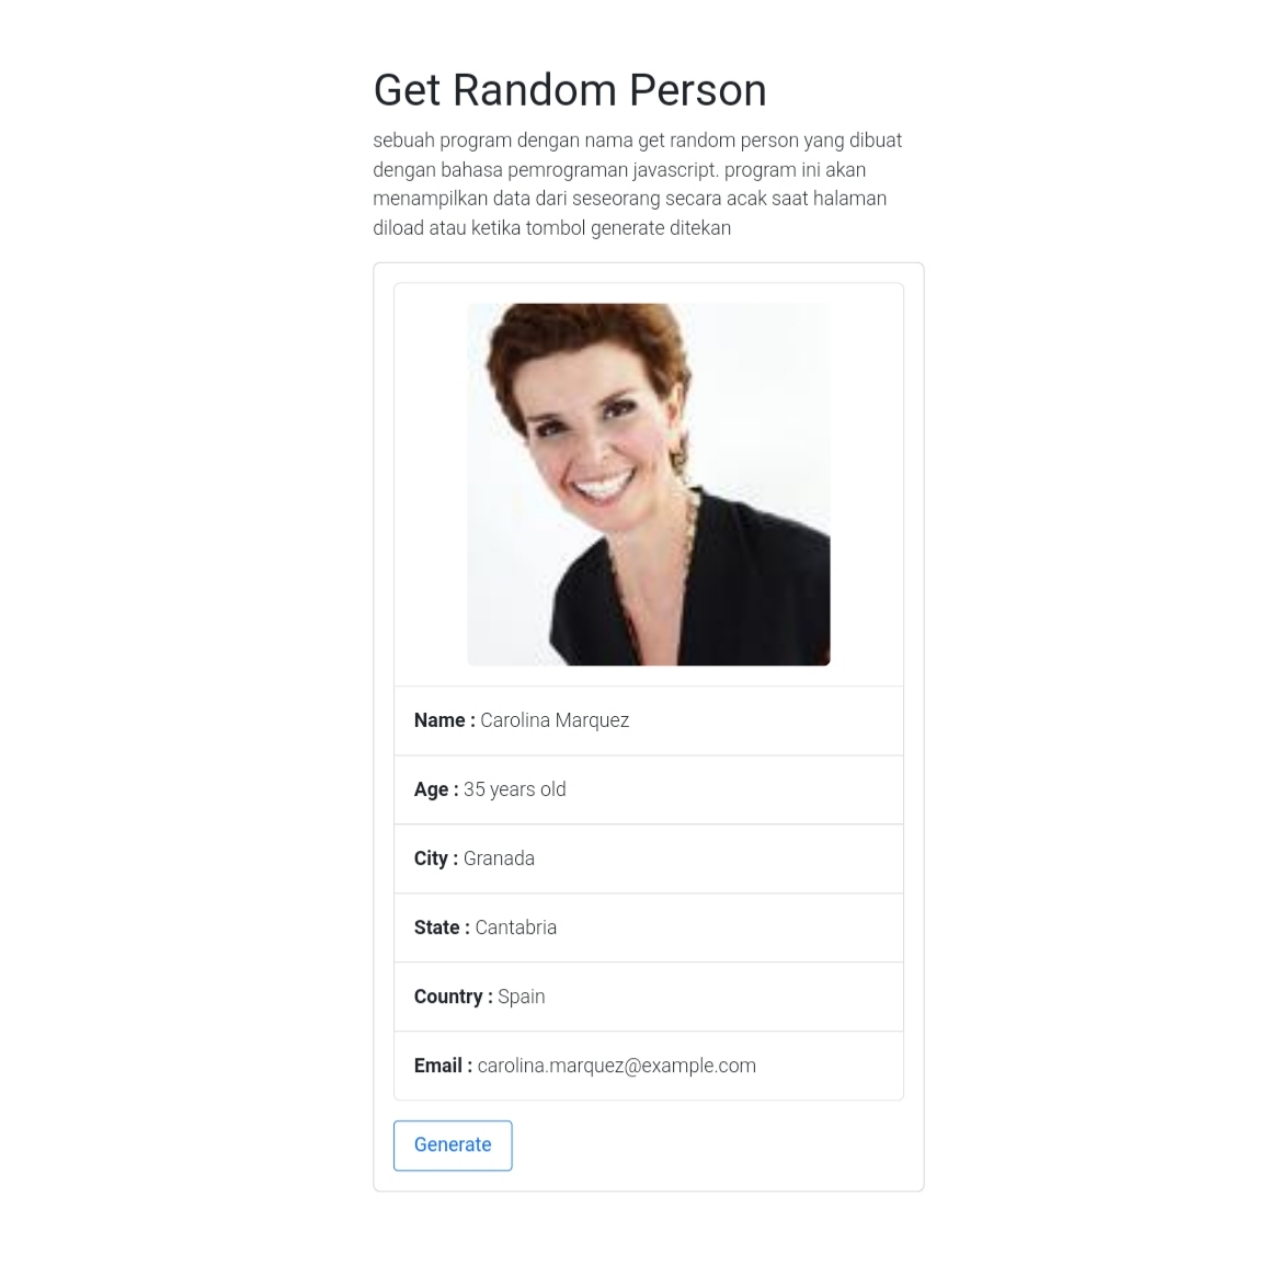 Get Random Person
sebuah program dengan nama get random person yang dibuat
dengan bahasa pemrograman javascript. program ini akan
menampilkan data dari seseorang secara acak saat halaman
diload atau ketika tombol generate ditekan
Name : Carolina Marquez
Age : 35 years old
City : Granada
State : Cantabria
Country : Spain
Email : carolina.marquez@example.com
Generate